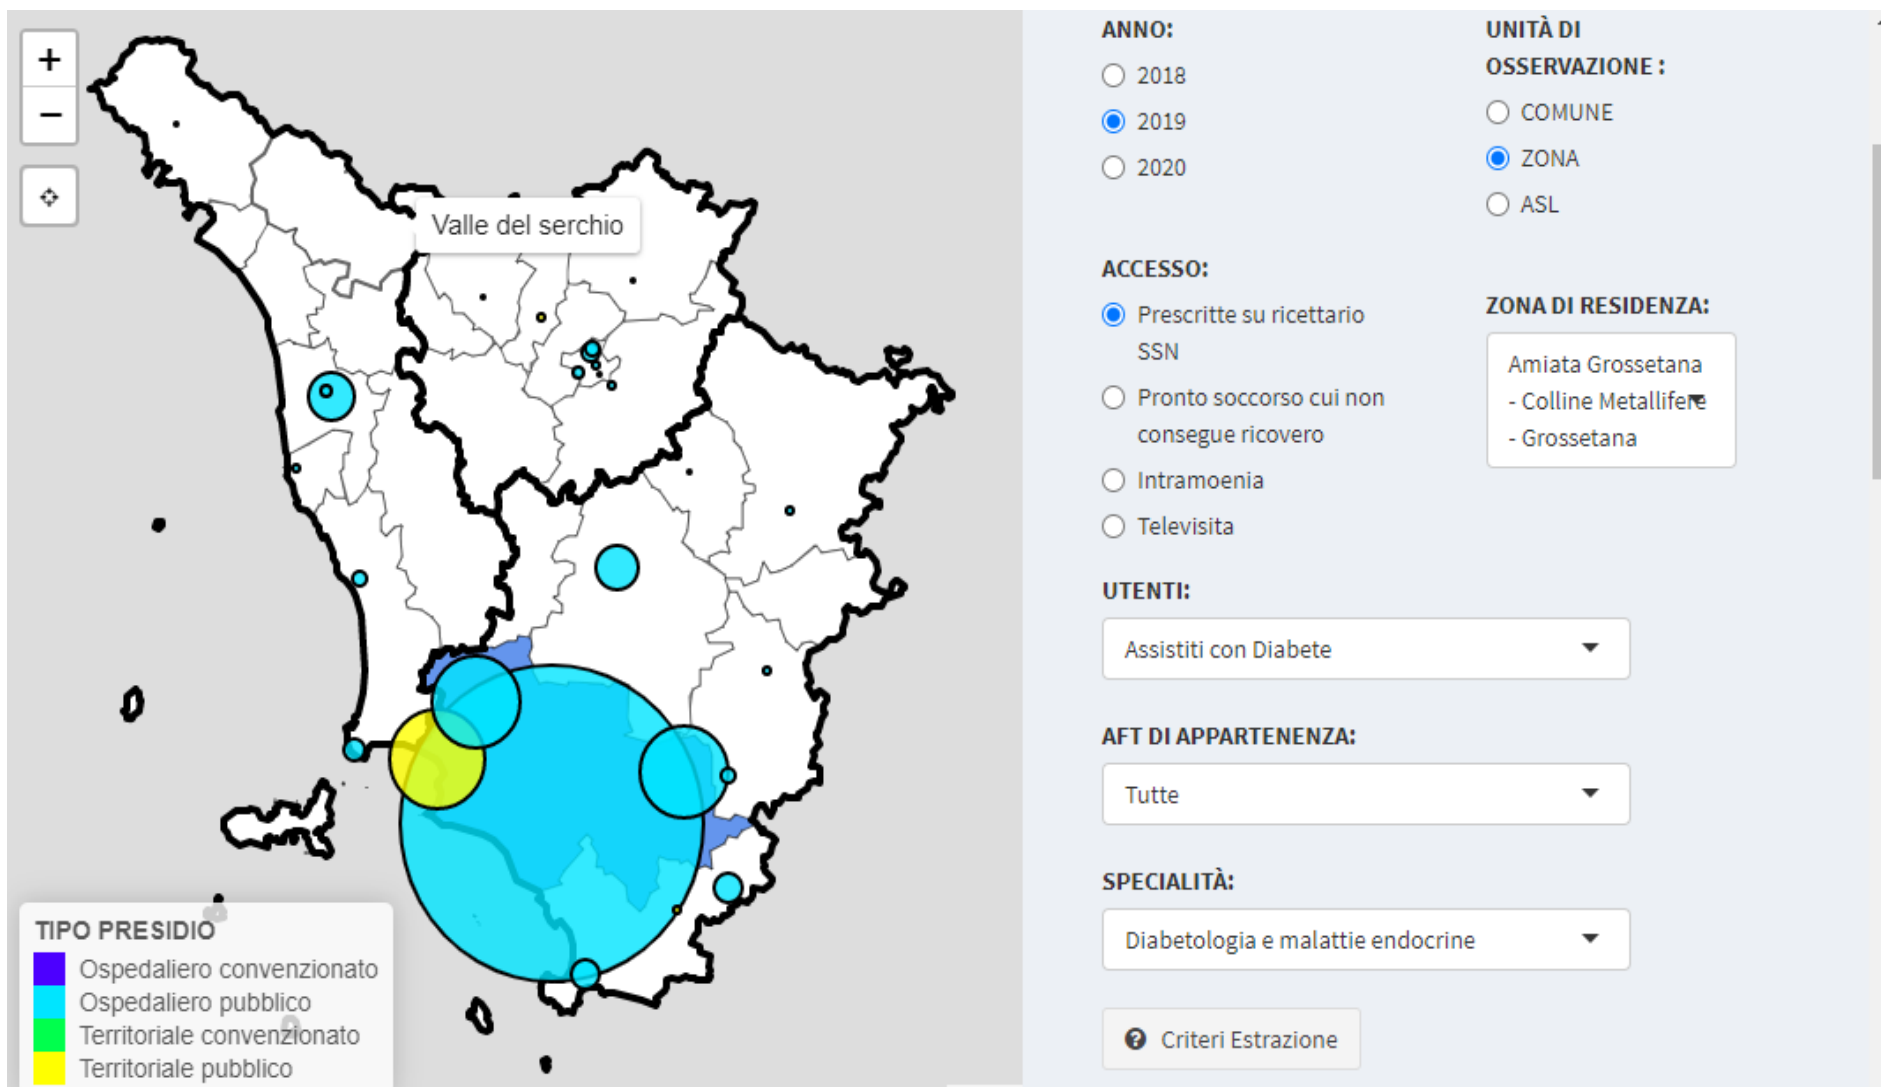 +
−
Valle del serchio
TIPO PRESIDIO
Ospedaliero convenzionato
Ospedaliero pubblico
Territoriale convenzionato
Territoriale pubblico
ANNO:
2018
2019
2020
UNITÀ DI
OSSERVAZIONE :
COMUNE
ZONA
ASL
ACCESSO:
Prescritte su ricettario
SSN
Pronto soccorso cui non
consegue ricovero
Intramoenia
Televisita
ZONA DI RESIDENZA:
Amiata Grossetana
- Colline Metallifere
- Grossetana
UTENTI:
Assistiti con Diabete
AFT DI APPARTENENZA:
Tutte
SPECIALITÀ:
Diabetologia e malattie endocrine
? Criteri Estrazione